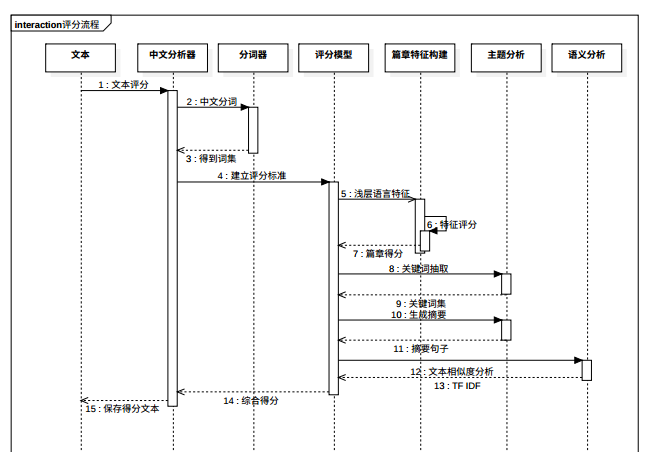 interaction评分流程
文本
中文分析器
分词器
评分模型
篇章特征构建
主题分析
语义分析
1 : 文本评分
2 : 中文分词
3 : 得到词集
4 : 建立评分标准
5 : 浅层语言特征
6 : 特征评分
7 : 篇章得分
8 : 关键词抽取
9 : 关键词集
10 : 生成摘要
11 : 摘要句子
12 : 文本相似度分析
13 : TF IDF
14 : 综合得分
15 : 保存得分文本